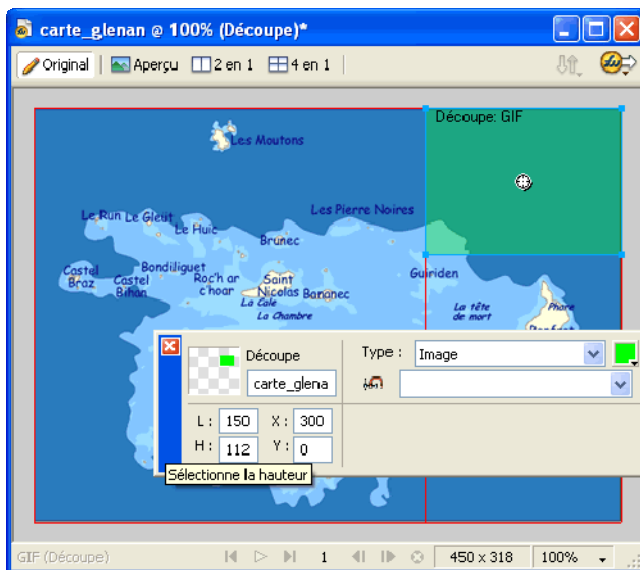 carte_glenan @ 100% (Découpe)*
Original Aperçu 2 en 1 4 en 1
Découpe: GIF
Les Moutons
Le Run Le Gleut
Le Huic
Les Pierre Noires
Brunec
Castel Braz
Castel Bihan
Bondiliguet
Roc'h ar c'hoar
Saint Nicolas
Bananec
La Cale
La Chambre
Guiriden
La tête de mort
Phare
Découpe
carte_glena
Type : Image
L : 150 X : 300
H : 112 Y : 0
Sélectionne la hauteur
GIF (Découpe) 1 450 x 318 100%